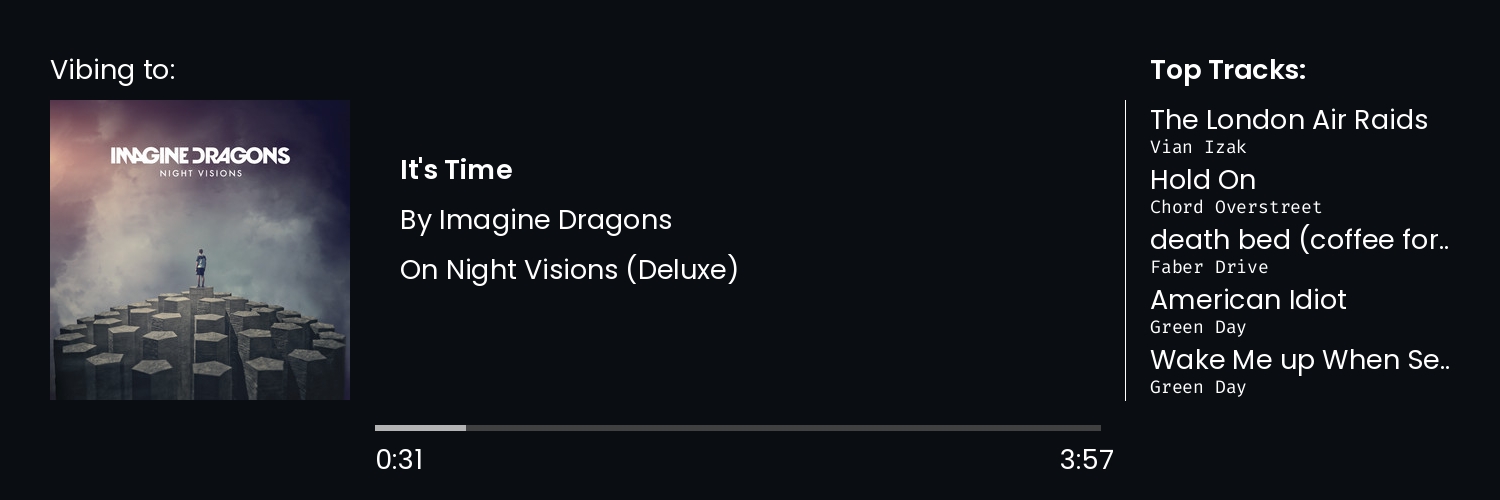 Vibing to:
IMAGINE DRAGONS
NIGHT VISIONS
It's Time
By Imagine Dragons
On Night Visions (Deluxe)
0:31
3:57
Top Tracks:
The London Air Raids
Vian Izak
Hold On
Chord Overstreet
death bed (coffee for..
Faber Drive
American Idiot
Green Day
Wake Me up When Se..
Green Day